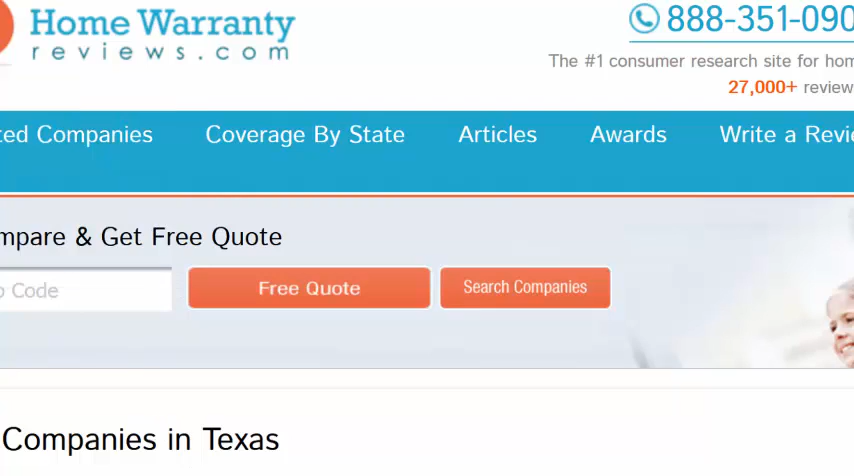 Home Warranty
reviews.com
888-351-090
The #1 consumer research site for hom
27,000+ review
ted Companies Coverage By State Articles Awards Write a Revie
mpare & Get Free Quote
p Code Free Quote Search Companies
Companies in Texas